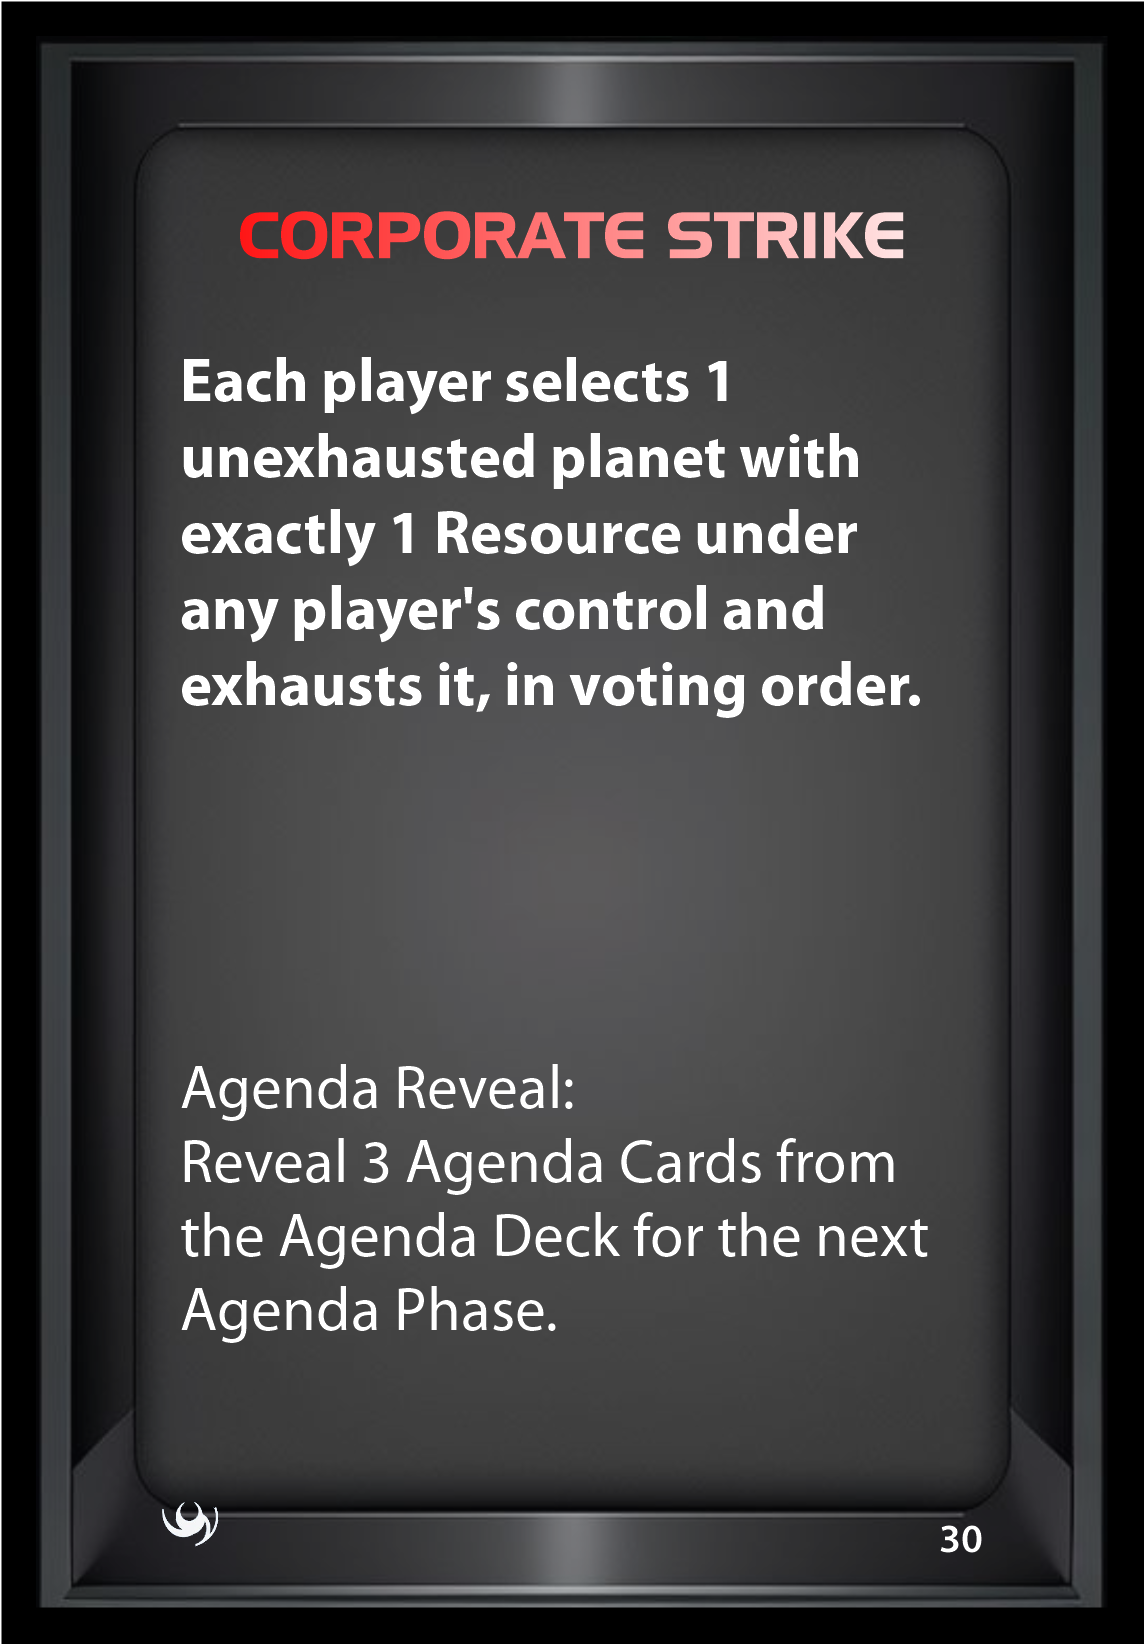 CORPORATE STRIKE
Each player selects 1
unexhausted planet with
exactly 1 Resource under
any player's control and
exhausts it, in voting order.
Agenda Reveal:
Reveal 3 Agenda Cards from
the Agenda Deck for the next
Agenda Phase.
30